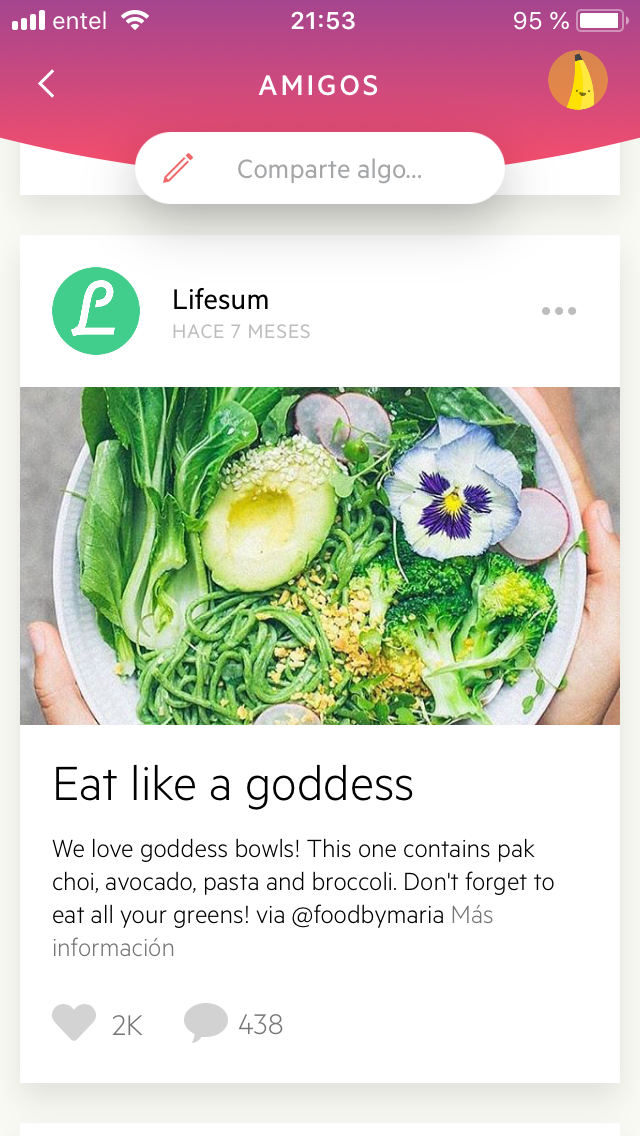 entel 21:53 95 %
AMIGOS
Comparte algo...
Lifesum
HACE 7 MESES
Eat like a goddess
We love goddess bowls! This one contains pak
choi, avocado, pasta and broccoli. Don't forget to
eat all your greens! via @foodbymaria Más
información
2K 438